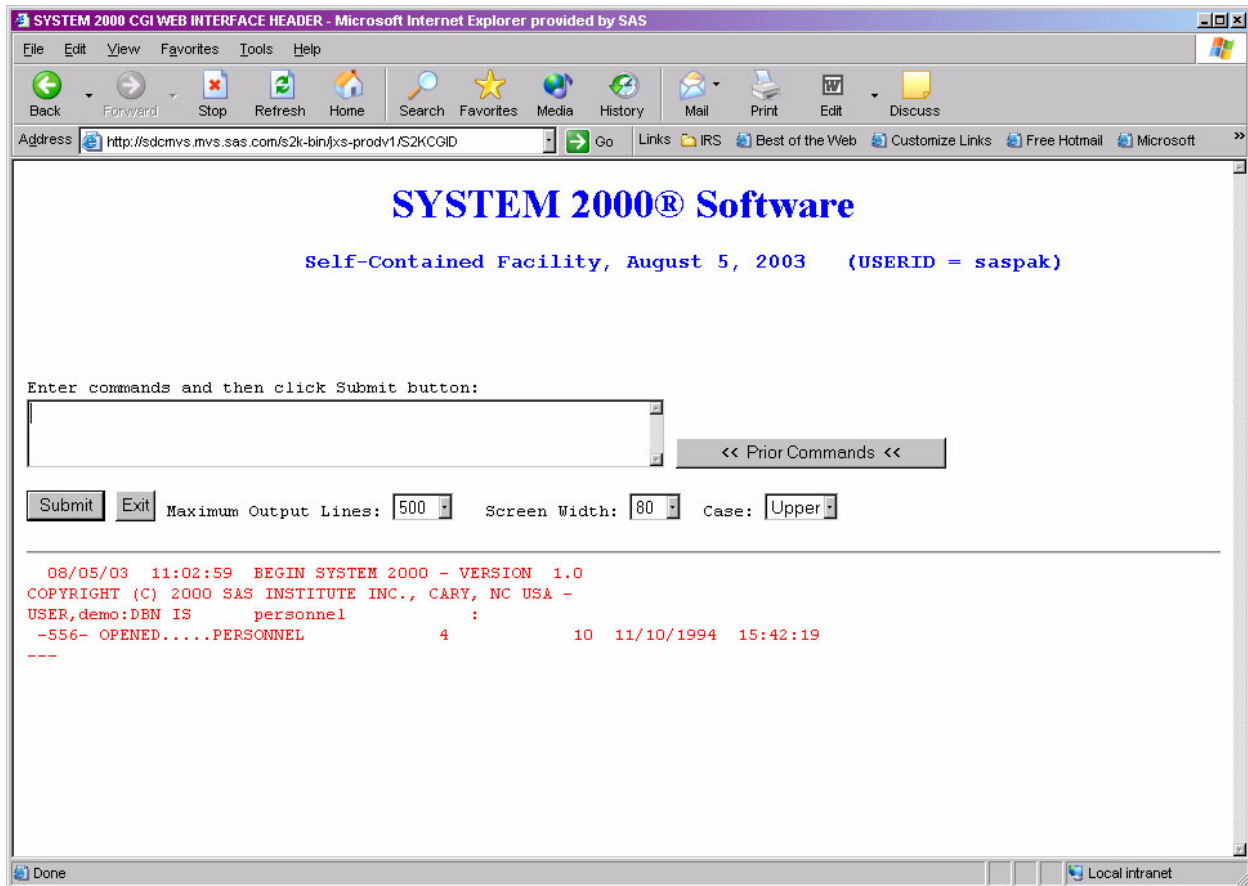 SYSTEM 2000 CGI WEB INTERFACE HEADER - Microsoft Internet Explorer provided by SAS
File Edit View Favorites Tools Help
Back Forward Stop Refresh Home Search Favorites Media History Mail Print Edit Discuss
Address http://sdcmvs.mvs.sas.com/s2k-bin/jxs-prodv1/S2KCGID Go Links IRS Best of the Web Customize Links Free Hotmail Microsoft »
SYSTEM 2000® Software
Self-Contained Facility, August 5, 2003 (USERID = saspak)
Enter commands and then click Submit button:
<< Prior Commands <<
Submit Exit Maximum Output Lines: 500 Screen Width: 80 Case: Upper
08/05/03 11:02:59 BEGIN SYSTEM 2000 - VERSION 1.0
COPYRIGHT (C) 2000 SAS INSTITUTE INC., CARY, NC USA -
USER,demo:DBN IS personnel :
-556- OPENED.....PERSONNEL 4 10 11/10/1994 15:42:19
---
Done Local intranet